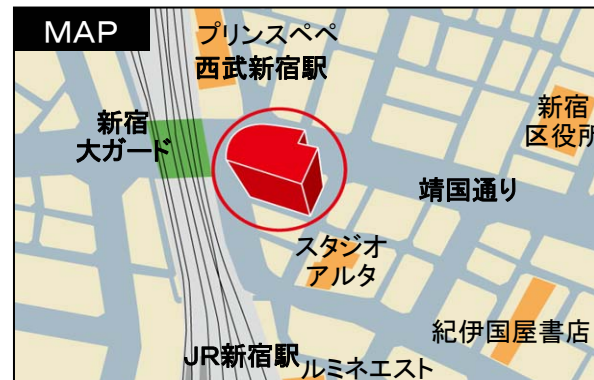 MAP
プリンスペペ
西武新宿駅
新宿
大ガード
新宿
区役所
靖国通り
スタジオ
アルタ
紀伊国屋書店
JR新宿駅
ルミネエスト